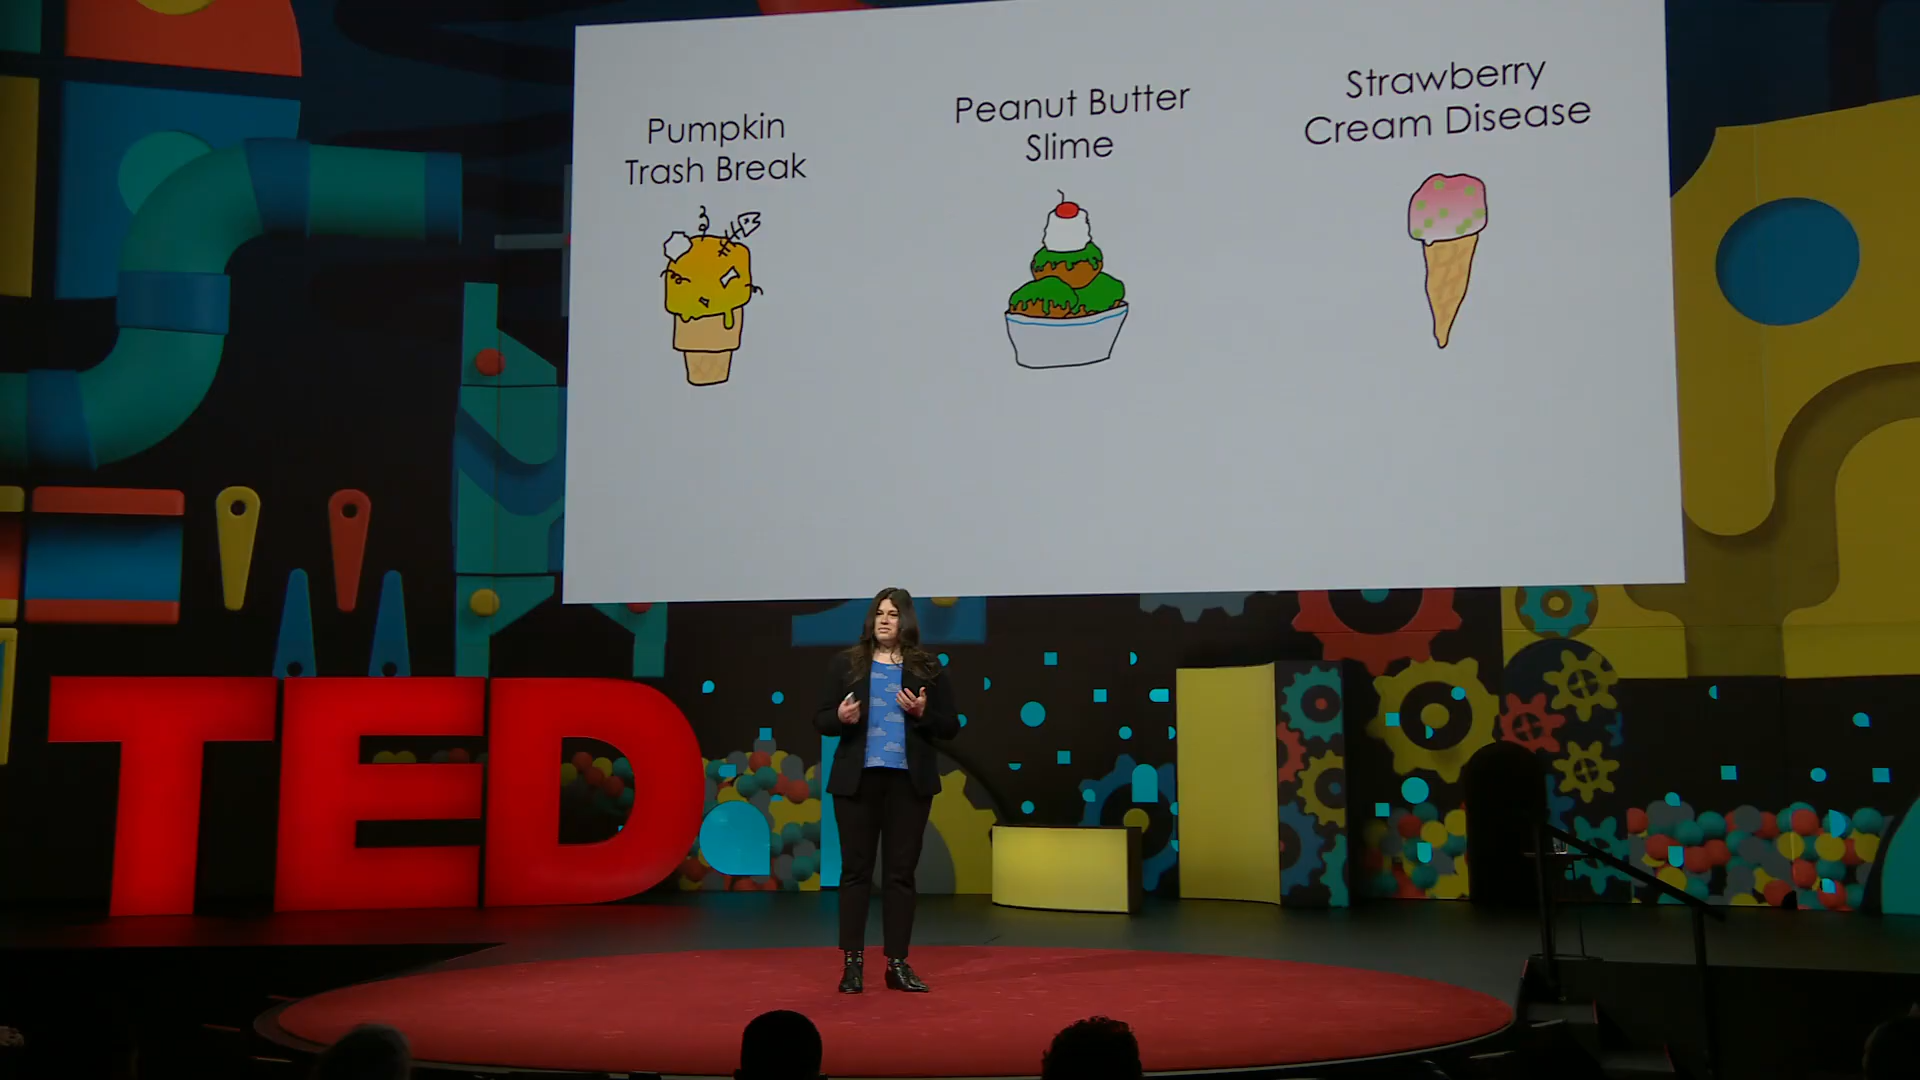 Pumpkin
Trash Break
Peanut Butter
Slime
Strawberry
Cream Disease
TED